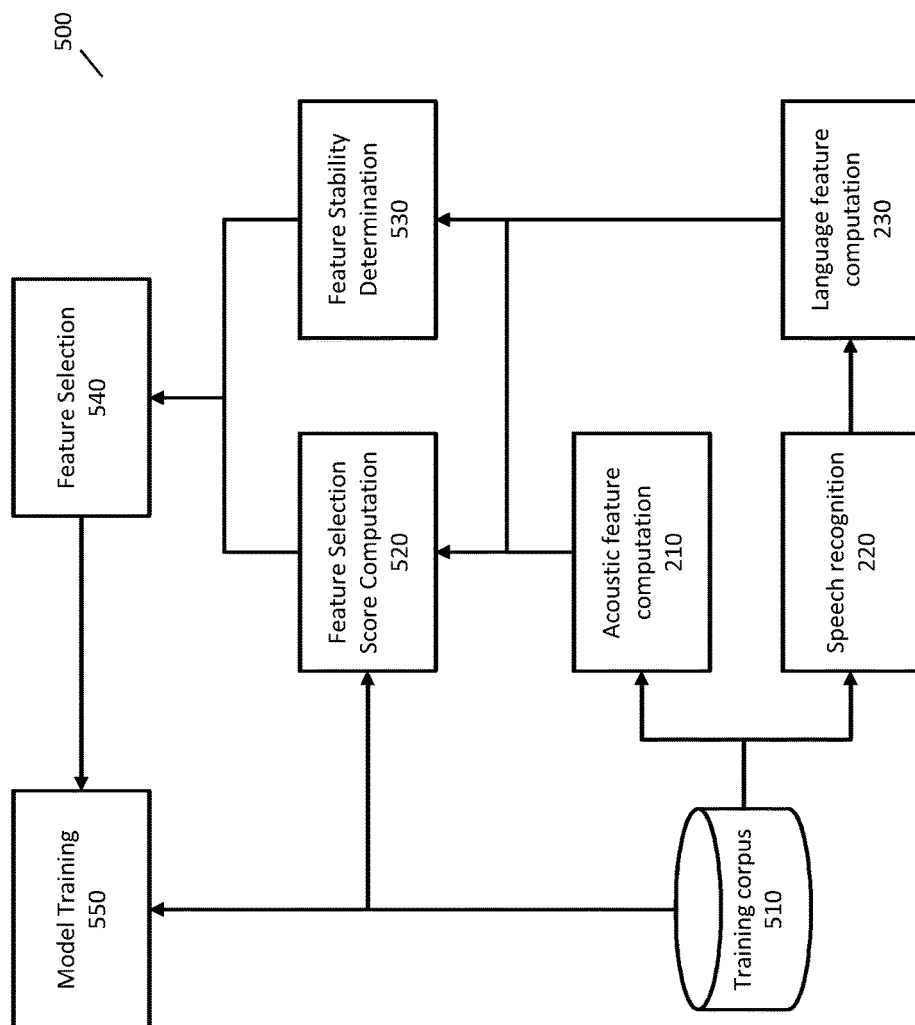 500
Model Training
550
Feature Selection
540
Feature Selection
Score Computation
520
Feature Stability
Determination
530
Acoustic feature
computation
210
Training corpus
510
Speech recognition
220
Language feature
computation
230